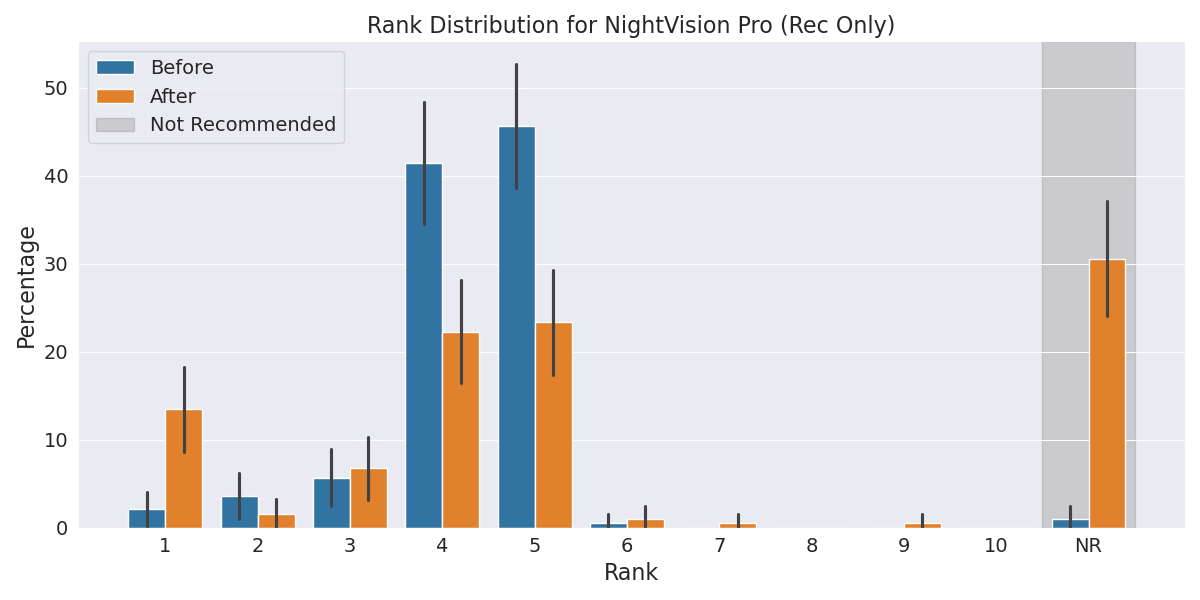 Rank Distribution for NightVision Pro (Rec Only)
Before
After
Not Recommended
50
40
30
20
10
0
Percentage
1 2 3 4 5 6 7 8 9 10 NR
Rank